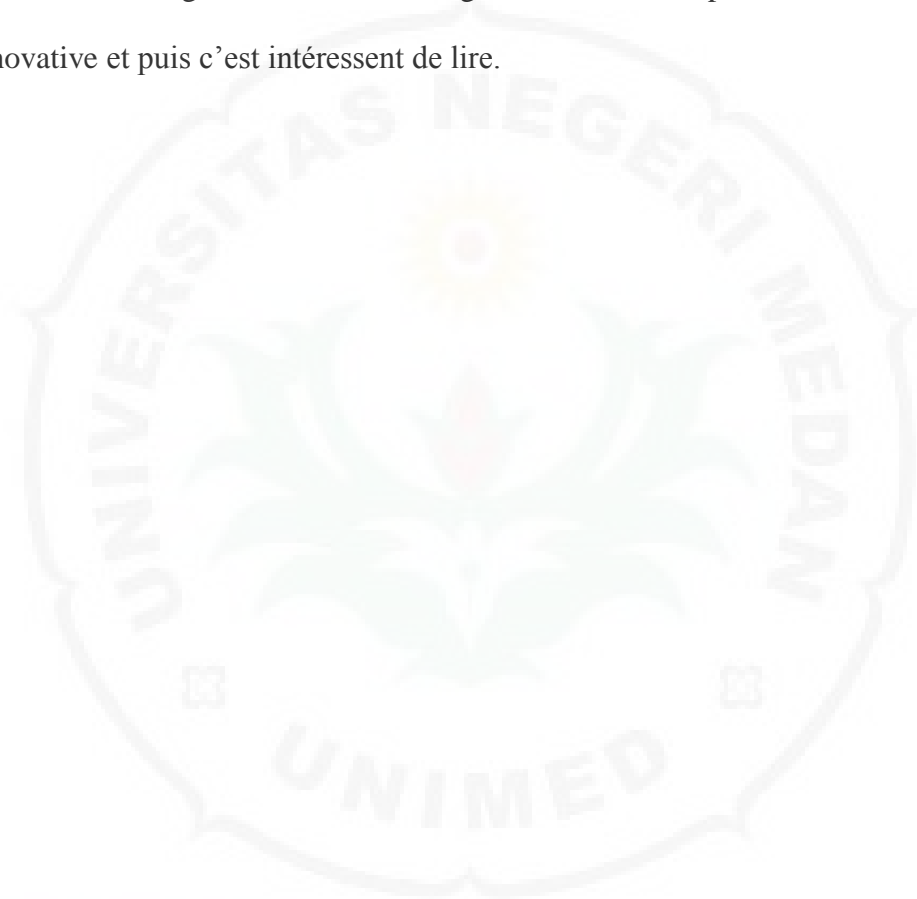 novative et puis c’est intéressent de lire.
UNIVERSITAS NEGERI MEDAN
UNIMED